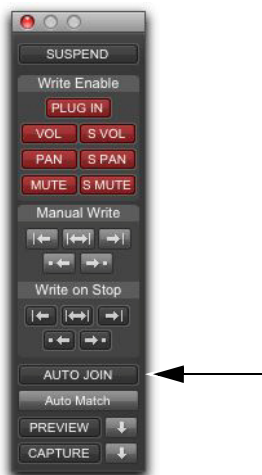 SUSPEND
Write Enable
PLUG IN
VOL S VOL
PAN S PAN
MUTE S MUTE
Manual Write
Write on Stop
AUTO JOIN
Auto Match
PREVIEW
CAPTURE